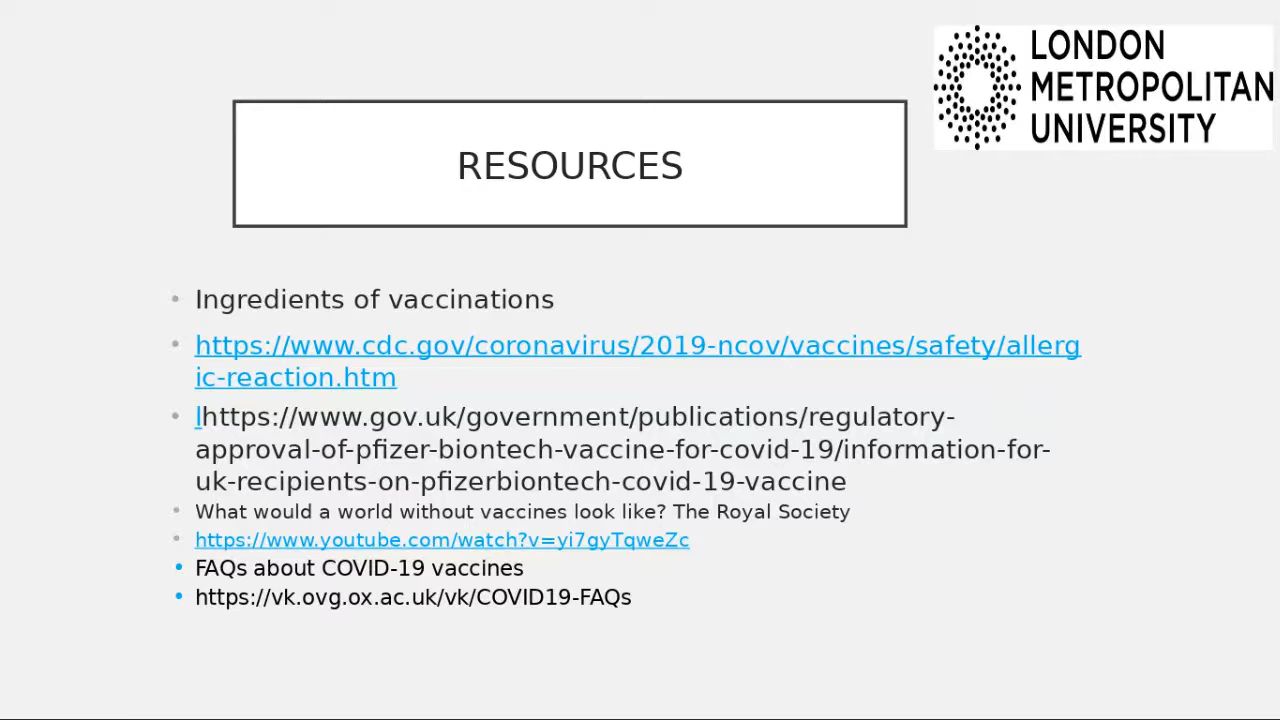 LONDON
METROPOLITAN
UNIVERSITY
RESOURCES
• Ingredients of vaccinations
• https://www.cdc.gov/coronavirus/2019-ncov/vaccines/safety/allerg
ic-reaction.htm
• lhttps://www.gov.uk/government/publications/regulatory-
approval-of-pfizer-biontech-vaccine-for-covid-19/information-for-
uk-recipients-on-pfizerbiontech-covid-19-vaccine
• What would a world without vaccines look like? The Royal Society
• https://www.youtube.com/watch?v=yi7gyTqweZc
• FAQs about COVID-19 vaccines
• https://vk.ovg.ox.ac.uk/vk/COVID19-FAQs